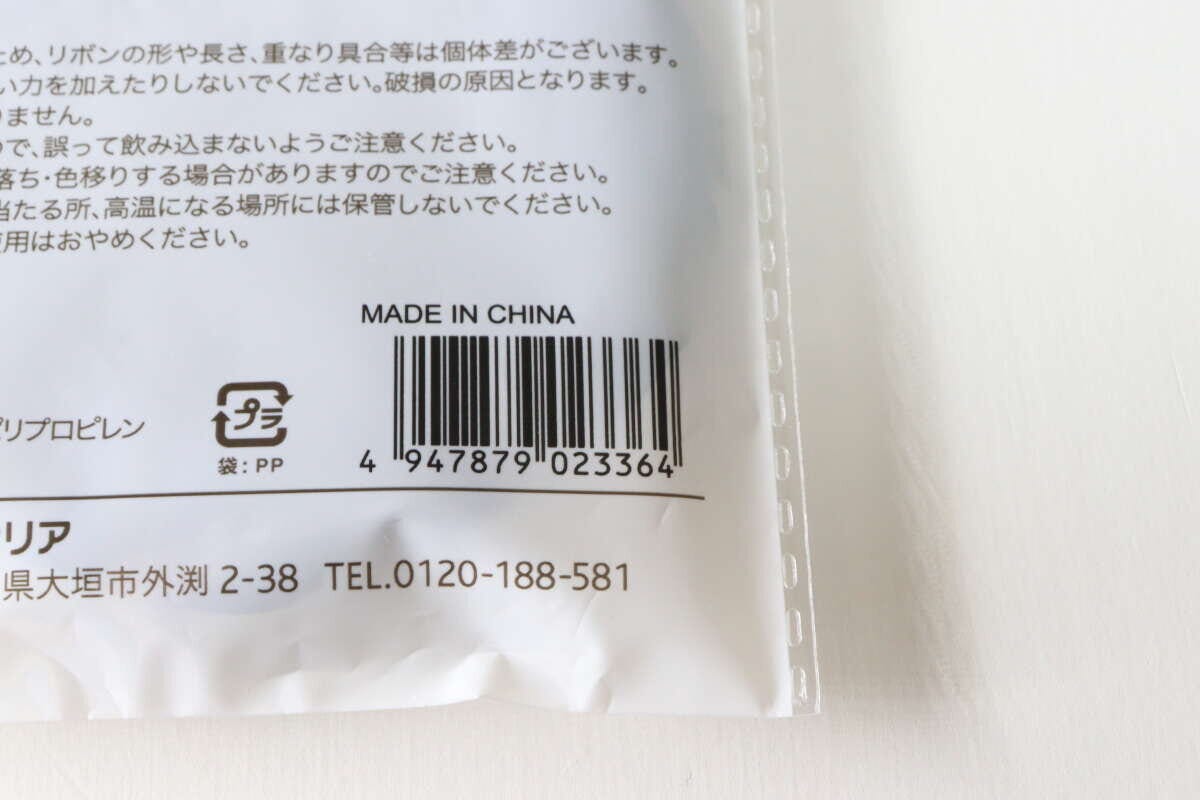 ため、リボンの形や長さ、重なり具合等は個体差がございます。
い力を加えたりしないでください。破損の原因となります。
りません。
ので、誤って飲み込まないようご注意ください。
落ち・色移りする場合がありますのでご注意ください。
当たる所、高温になる場所には保管しないでください。
使用はおやめください。
MADE IN CHINA
プラ
ポリプロピレン
袋:PP
4 947879 023364
セリア
県大垣市外渕 2-38 TEL.0120-188-581